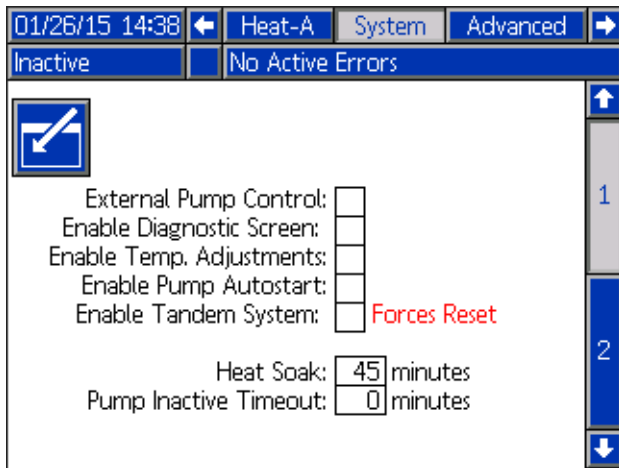 01/26/15 14:38 Heat-A System Advanced
Inactive No Active Errors
1
External Pump Control:
Enable Diagnostic Screen:
Enable Temp. Adjustments:
Enable Pump Autostart:
Enable Tandem System: Forces Reset
2
Heat Soak: 45 minutes
Pump Inactive Timeout: 0 minutes